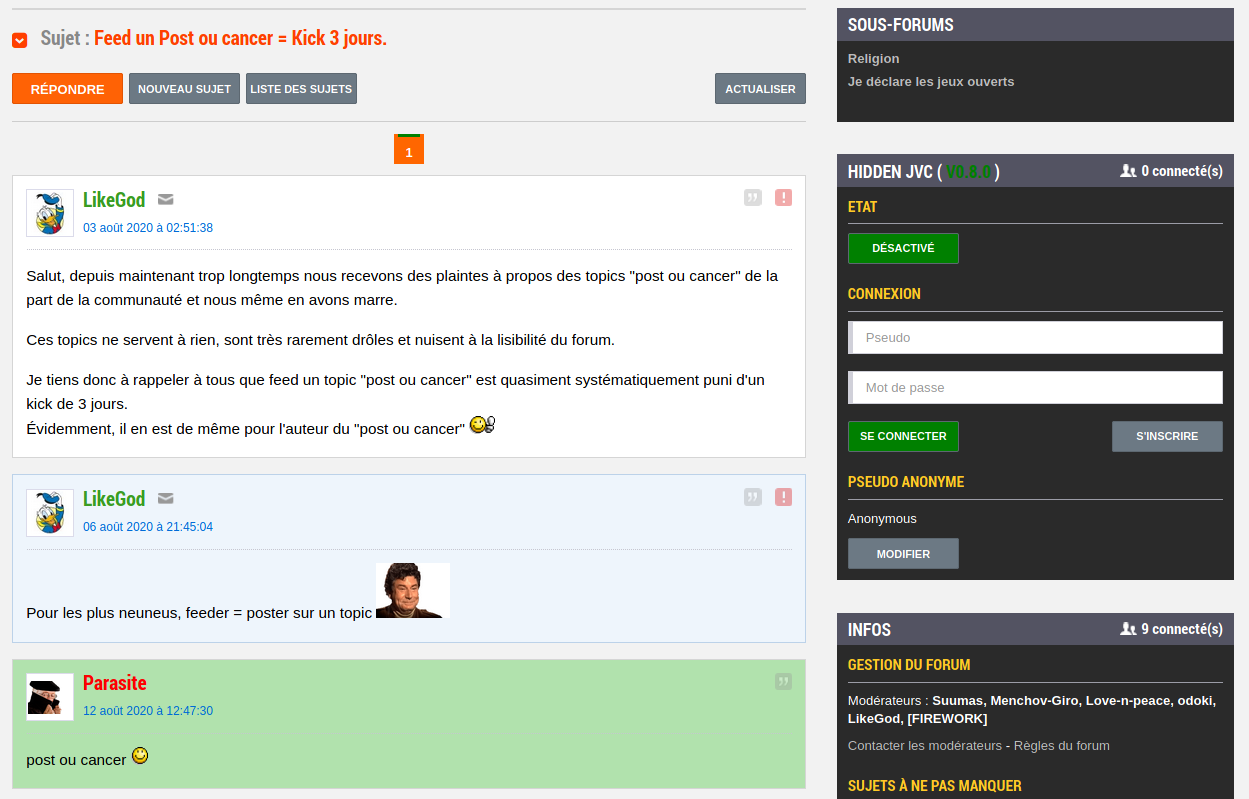 Sujet : Feed un Post ou cancer = Kick 3 jours.
RÉPONDRE
NOUVEAU SUJET
LISTE DES SUJETS
ACTUALISER
1
LikeGod
03 août 2020 à 02:51:38
Salut, depuis maintenant trop longtemps nous recevons des plaintes à propos des topics "post ou cancer" de la
part de la communauté et nous même en avons marre.
Ces topics ne servent à rien, sont très rarement drôles et nuisent à la lisibilité du forum.
Je tiens donc à rappeler à tous que feed un topic "post ou cancer" est quasiment systématiquement puni d'un
kick de 3 jours.
Évidemment, il en est de même pour l'auteur du "post ou cancer"
LikeGod
06 août 2020 à 21:45:04
Pour les plus neuneus, feeder = poster sur un topic
Parasite
12 août 2020 à 12:47:30
post ou cancer
SOUS-FORUMS
Religion
Je déclare les jeux ouverts
HIDDEN JVC ( V0.8.0 )
0 connecté(s)
ETAT
DÉSACTIVÉ
CONNEXION
Pseudo
Mot de passe
SE CONNECTER
S'INSCRIRE
PSEUDO ANONYME
Anonymous
MODIFIER
INFOS
9 connecté(s)
GESTION DU FORUM
Modérateurs : Suumas, Menchov-Giro, Love-n-peace, odoki,
LikeGod, [FIREWORK]
Contacter les modérateurs - Règles du forum
SUJETS À NE PAS MANQUER